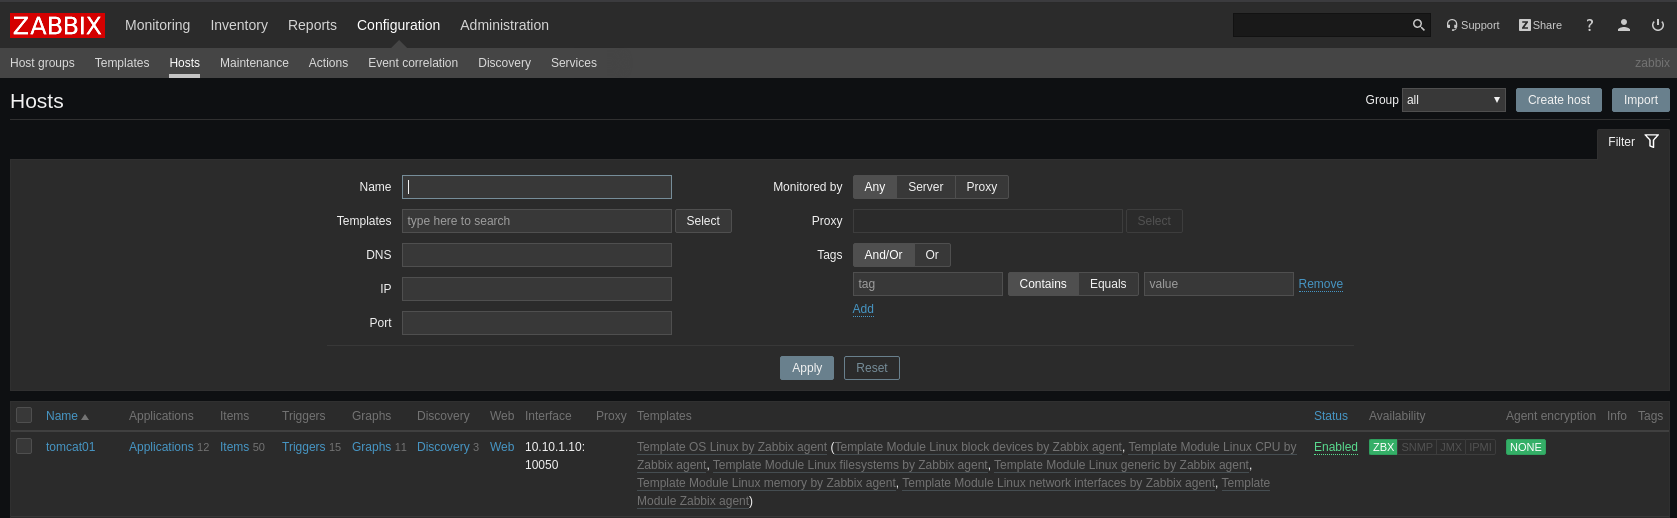 ZABBIX Monitoring Inventory Reports Configuration Administration Support Z Share ?
Host groups Templates Hosts Maintenance Actions Event correlation Discovery Services zabbix
Hosts Group all Create host Import
Filter
Name Monitored by Any Server Proxy
Templates type here to search Select Proxy Select
DNS Tags And/Or Or
IP tag Contains Equals value Remove
Add
Port
Apply Reset
Name Applications Items Triggers Graphs Discovery Web Interface Proxy Templates Status Availability Agent encryption Info Tags
tomcat01 Applications 12 Items 50 Triggers 15 Graphs 11 Discovery 3 Web 10.10.1.10: Template OS Linux by Zabbix agent (Template Module Linux block devices by Zabbix agent, Template Module Linux CPU by Enabled ZBX SNMP JMX IPMI NONE
10050 Zabbix agent, Template Module Linux filesystems by Zabbix agent, Template Module Linux generic by Zabbix agent,
Template Module Linux memory by Zabbix agent, Template Module Linux network interfaces by Zabbix agent, Template
Module Zabbix agent)